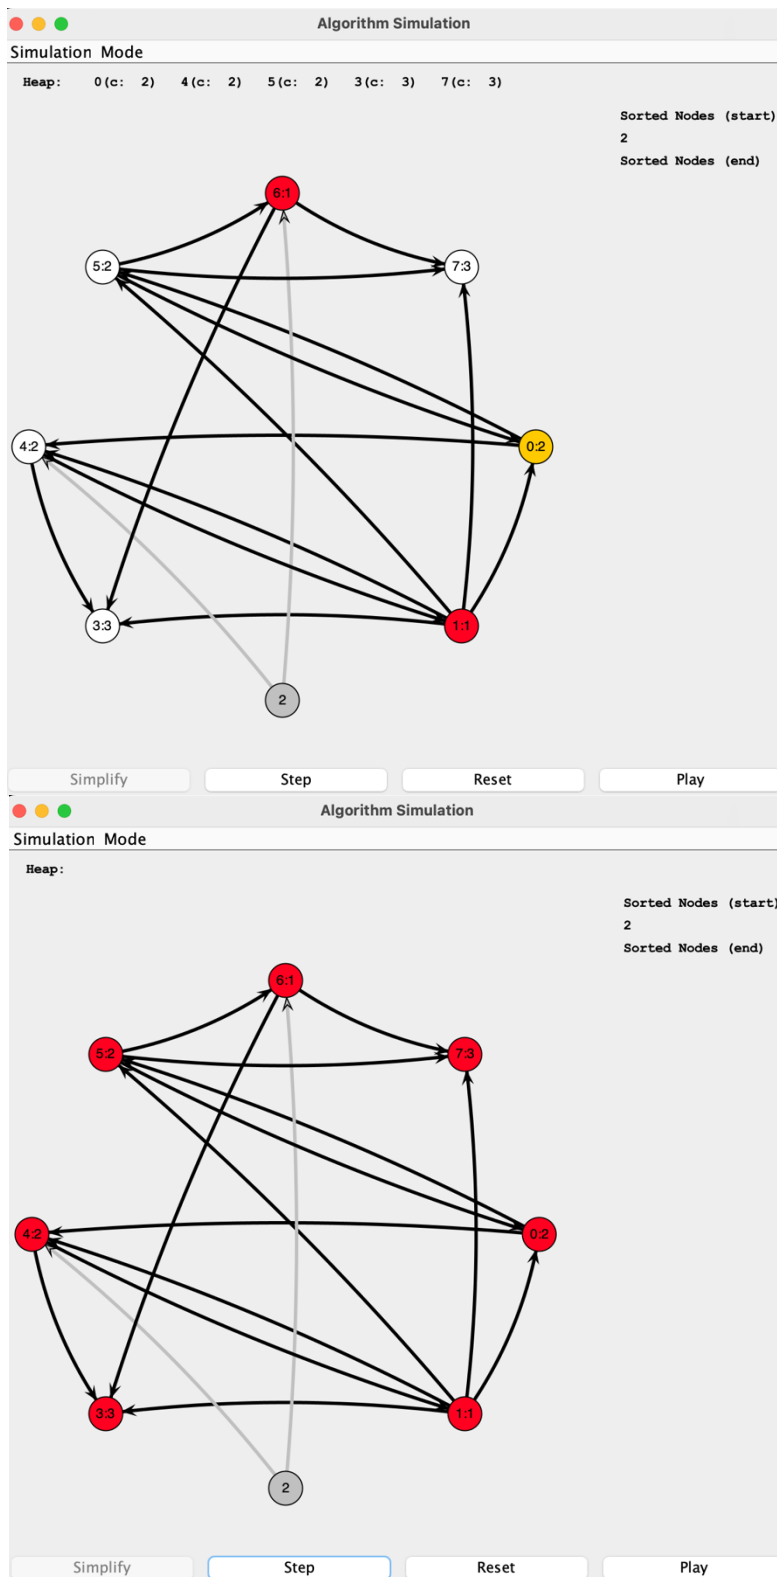 Algorithm Simulation
Simulation Mode
Heap: 0(c: 2) 4(c: 2) 5(c: 2) 3(c: 3) 7(c: 3)
Sorted Nodes (start)
2
Sorted Nodes (end)
6:1
5:2
7:3
4:2
0:2
3:3
1:1
2
Simplify
Step
Reset
Play
Algorithm Simulation
Simulation Mode
Heap:
Sorted Nodes (start)
2
Sorted Nodes (end)
6:1
5:2
7:3
4:2
0:2
3:3
1:1
2
Simplify
Step
Reset
Play